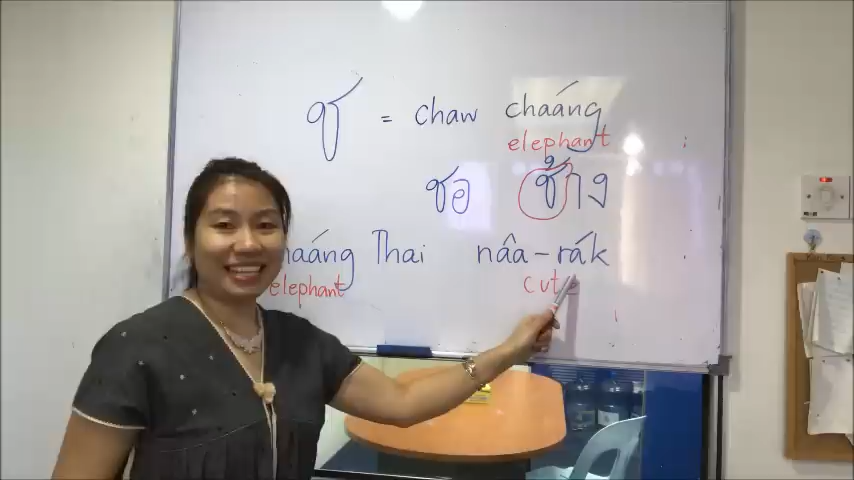 ช = chaw chaáng
elephant
ชอ ช้าง
haáng Thai nâa-rák
elephant cute